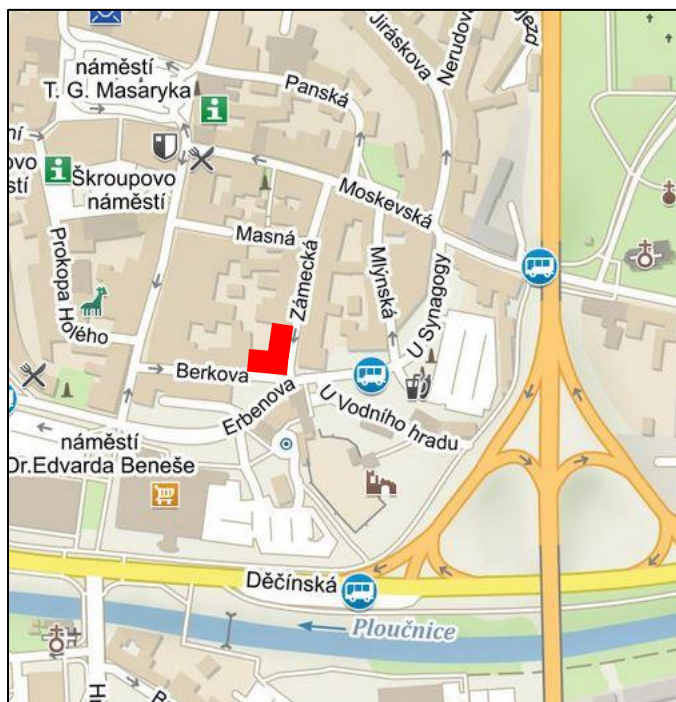 Jiráskova
Nerudova
náměstí
T. G. Masaryka
Panská
Škroupovo
náměstí
Moskevská
Masná
Zámecká
Mlýnská
U Synagogy
Prokopa Holého
Berkova
Erbenova
U Vodního hradu
náměstí
Dr.Edvarda Beneše
Děčínská
Ploučnice